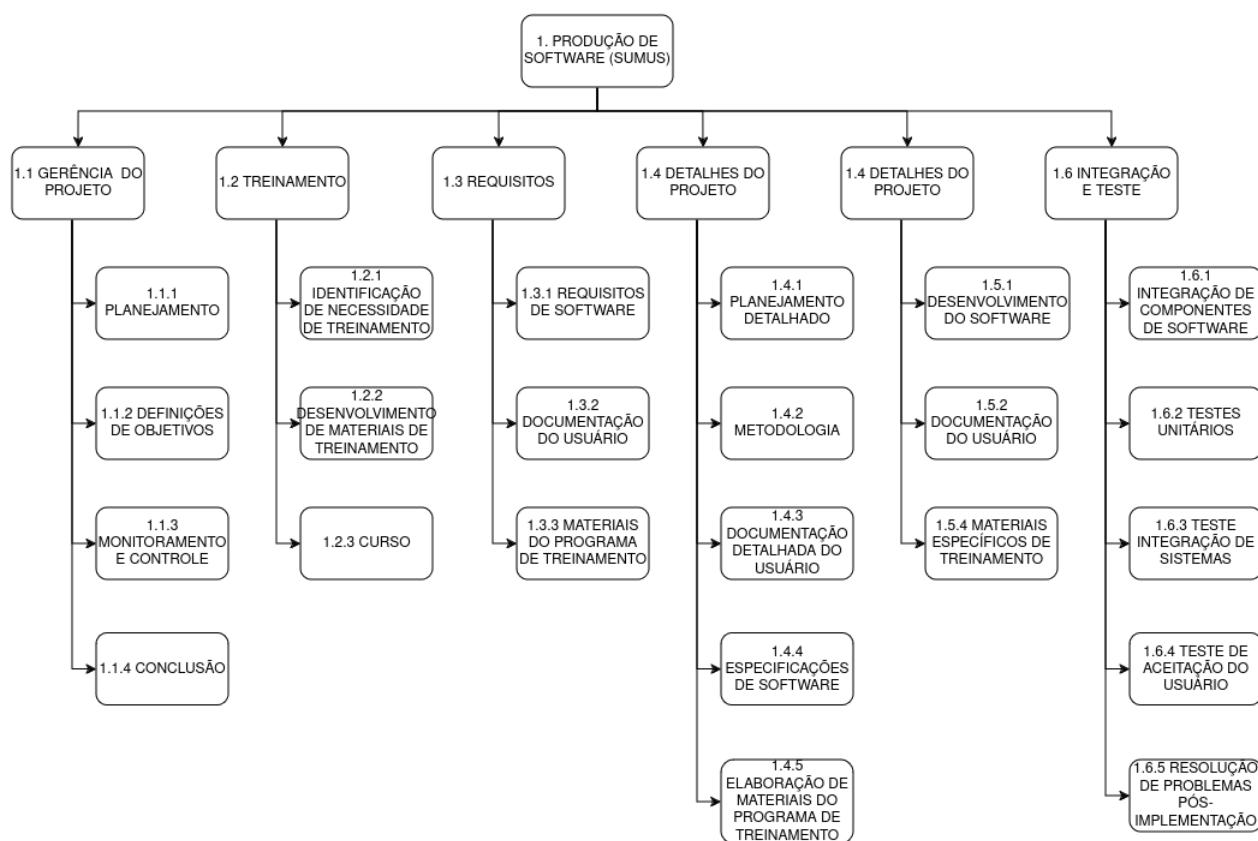 1. PRODUÇÃO DE
SOFTWARE (SUMUS)
1.1 GERÊNCIA DO
PROJETO
1.2 TREINAMENTO
1.3 REQUISITOS
1.4 DETALHES DO
PROJETO
1.4 DETALHES DO
PROJETO
1.6 INTEGRAÇÃO
E TESTE
1.1.1
PLANEJAMENTO
1.1.2 DEFINIÇÕES
DE OBJETIVOS
1.1.3
MONITORAMENTO
E CONTROLE
1.1.4 CONCLUSÃO
1.2.1
IDENTIFICAÇÃO
DE NECESSIDADE
DE TREINAMENTO
1.2.2
DESENVOLVIMENTO
DE MATERIAIS DE
TREINAMENTO
1.2.3 CURSO
1.3.1 REQUISITOS
DE SOFTWARE
1.3.2
DOCUMENTAÇÃO
DO USUÁRIO
1.3.3 MATERIAIS
DO PROGRAMA
DE TREINAMENTO
1.4.1
PLANEJAMENTO
DETALHADO
1.4.2
METODOLOGIA
1.4.3
DOCUMENTAÇÃO
DETALHADA DO
USUÁRIO
1.4.4
ESPECIFICAÇÕES
DE SOFTWARE
1.4.5
ELABORAÇÃO DE
MATERIAIS DO
PROGRAMA DE
TREINAMENTO
1.5.1
DESENVOLVIMENTO
DO SOFTWARE
1.5.2
DOCUMENTAÇÃO
DO USUÁRIO
1.5.4 MATERIAIS
ESPECÍFICOS DE
TREINAMENTO
1.6.1
INTEGRAÇÃO DE
COMPONENTES
DE SOFTWARE
1.6.2 TESTES
UNITÁRIOS
1.6.3 TESTE
INTEGRAÇÃO DE
SISTEMAS
1.6.4 TESTE DE
ACEITAÇÃO DO
USUÁRIO
1.6.5 RESOLUÇÃO
DE PROBLEMAS
PÓS-
IMPLEMENTAÇÃO